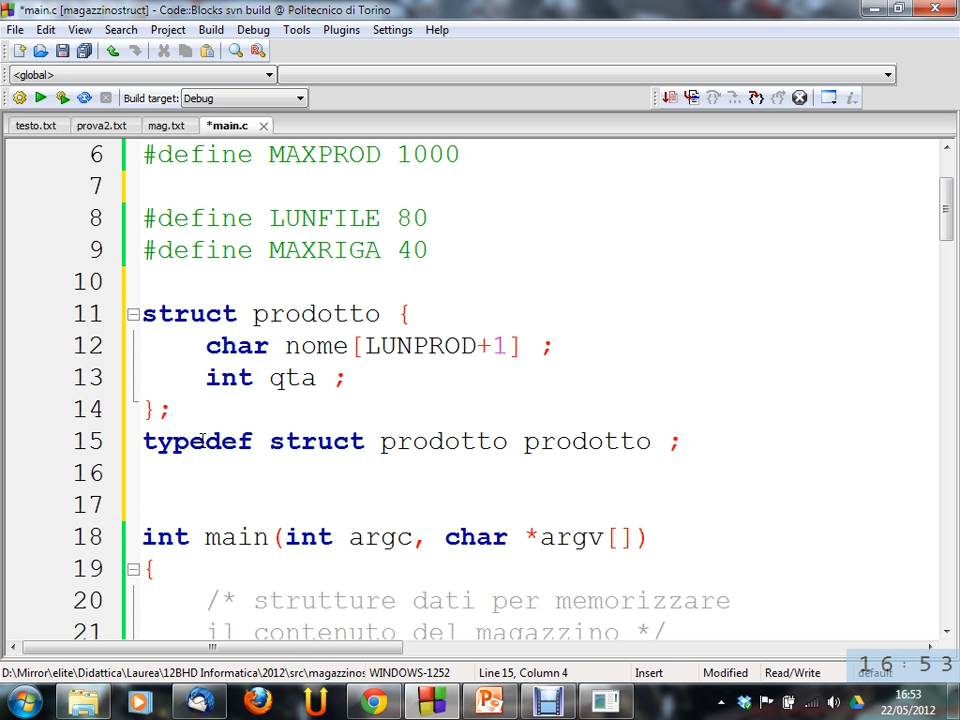 *main.c [magazzinostruct] - Code::Blocks svn build @ Politecnico di Torino
File Edit View Search Project Build Debug Tools Plugins Settings Help
<global>
Build target: Debug
testo.txt prova2.txt mag.txt *main.c
6 #define MAXPROD 1000
7
8 #define LUNFILE 80
9 #define MAXRIGA 40
10
11 struct prodotto {
12 char nome[LUNPROD+1] ;
13 int qta ;
14 };
15 typedef struct prodotto prodotto ;
16
17
18 int main(int argc, char *argv[])
19 {
20 /* strutture dati per memorizzare
21 il contenuto del magazzino */
D:\Mirror\elite\Didattica\Laurea\12BHD Informatica\2012\src\magazzinos WINDOWS-1252 Line 15, Column 4 Insert Modified Read/Write default
16:53
16:53
22/05/2012